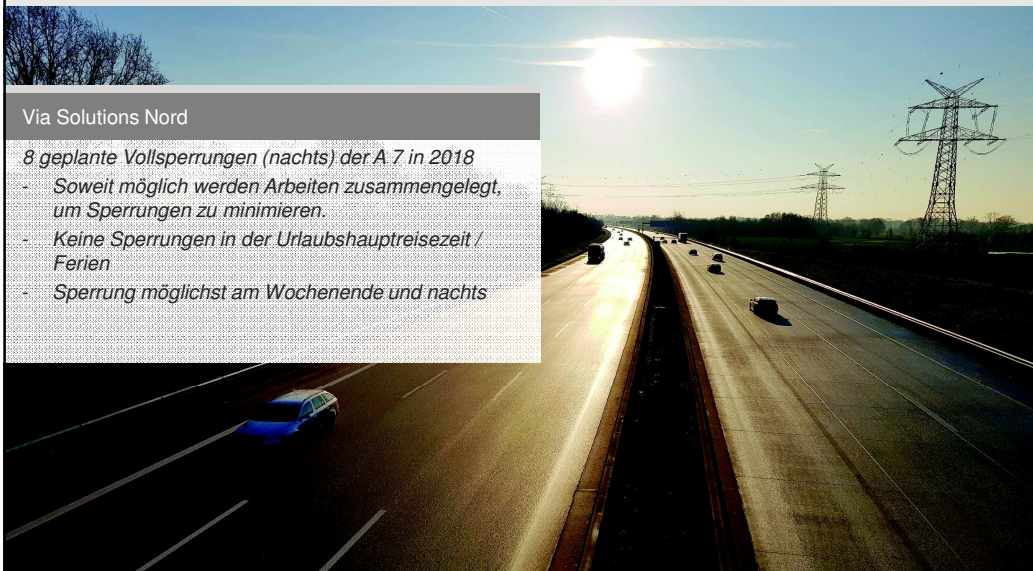 Via Solutions Nord
8 geplante Vollsperrungen (nachts) der A 7 in 2018
- Soweit möglich werden Arbeiten zusammengelegt,
um Sperrungen zu minimieren.
- Keine Sperrungen in der Urlaubshauptreisezeit /
Ferien
- Sperrung möglichst am Wochenende und nachts